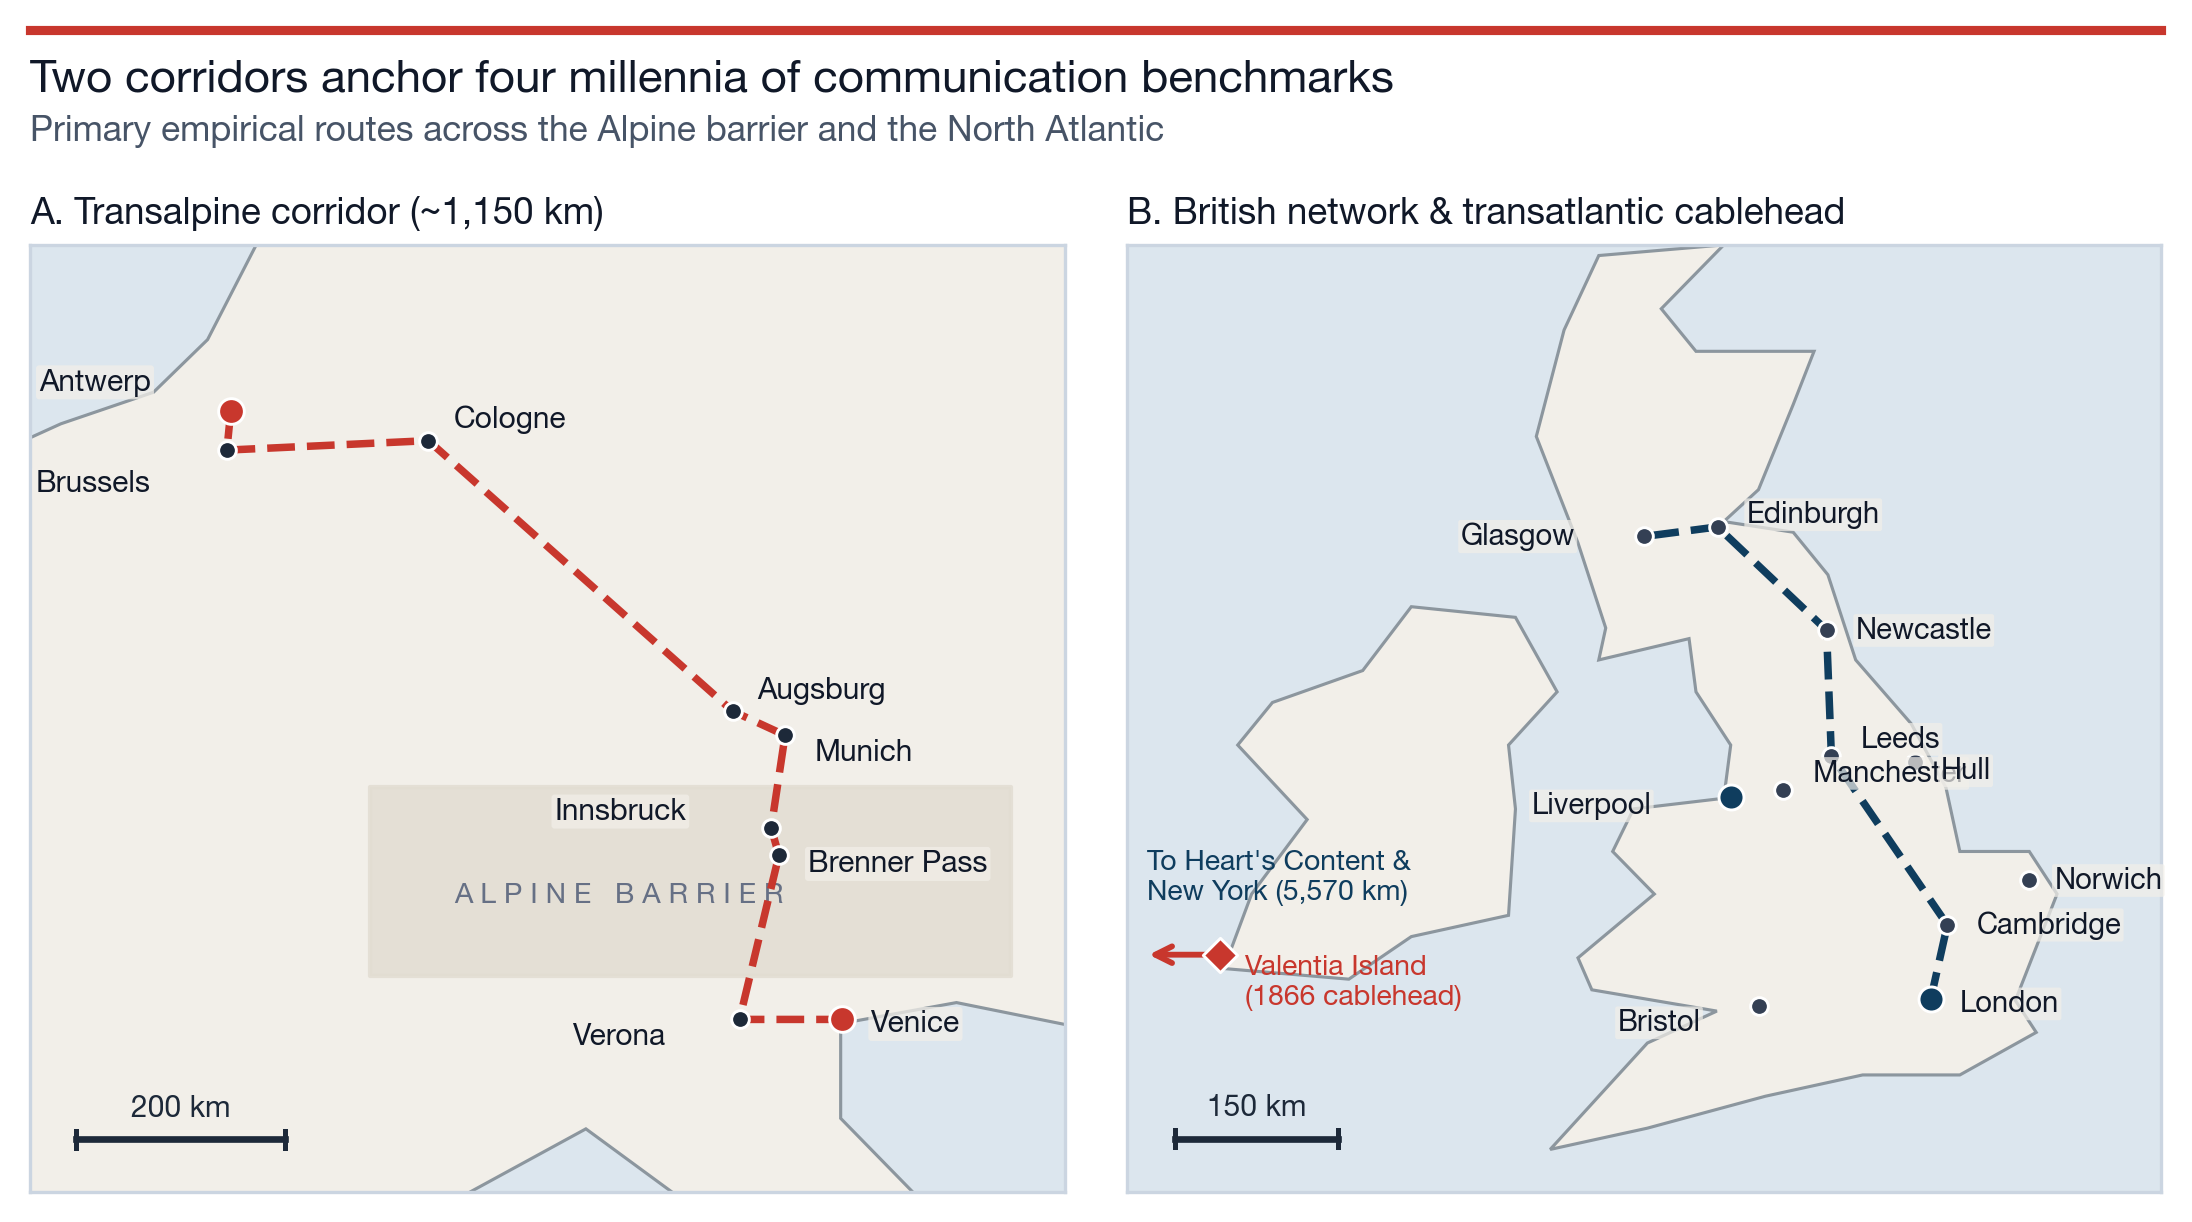 Two corridors anchor four millennia of communication benchmarks
Primary empirical routes across the Alpine barrier and the North Atlantic
A. Transalpine corridor (~1,150 km)
Antwerp
Cologne
Brussels
Augsburg
Munich
Innsbruck
Brenner Pass
ALPINE BARRIER
Verona
Venice
200 km
B. British network & transatlantic cablehead
Edinburgh
Glasgow
Newcastle
Leeds
Manchester
Hull
Liverpool
To Heart's Content &
New York (5,570 km)
Norwich
Cambridge
Valentia Island
(1866 cablehead)
London
Bristol
150 km